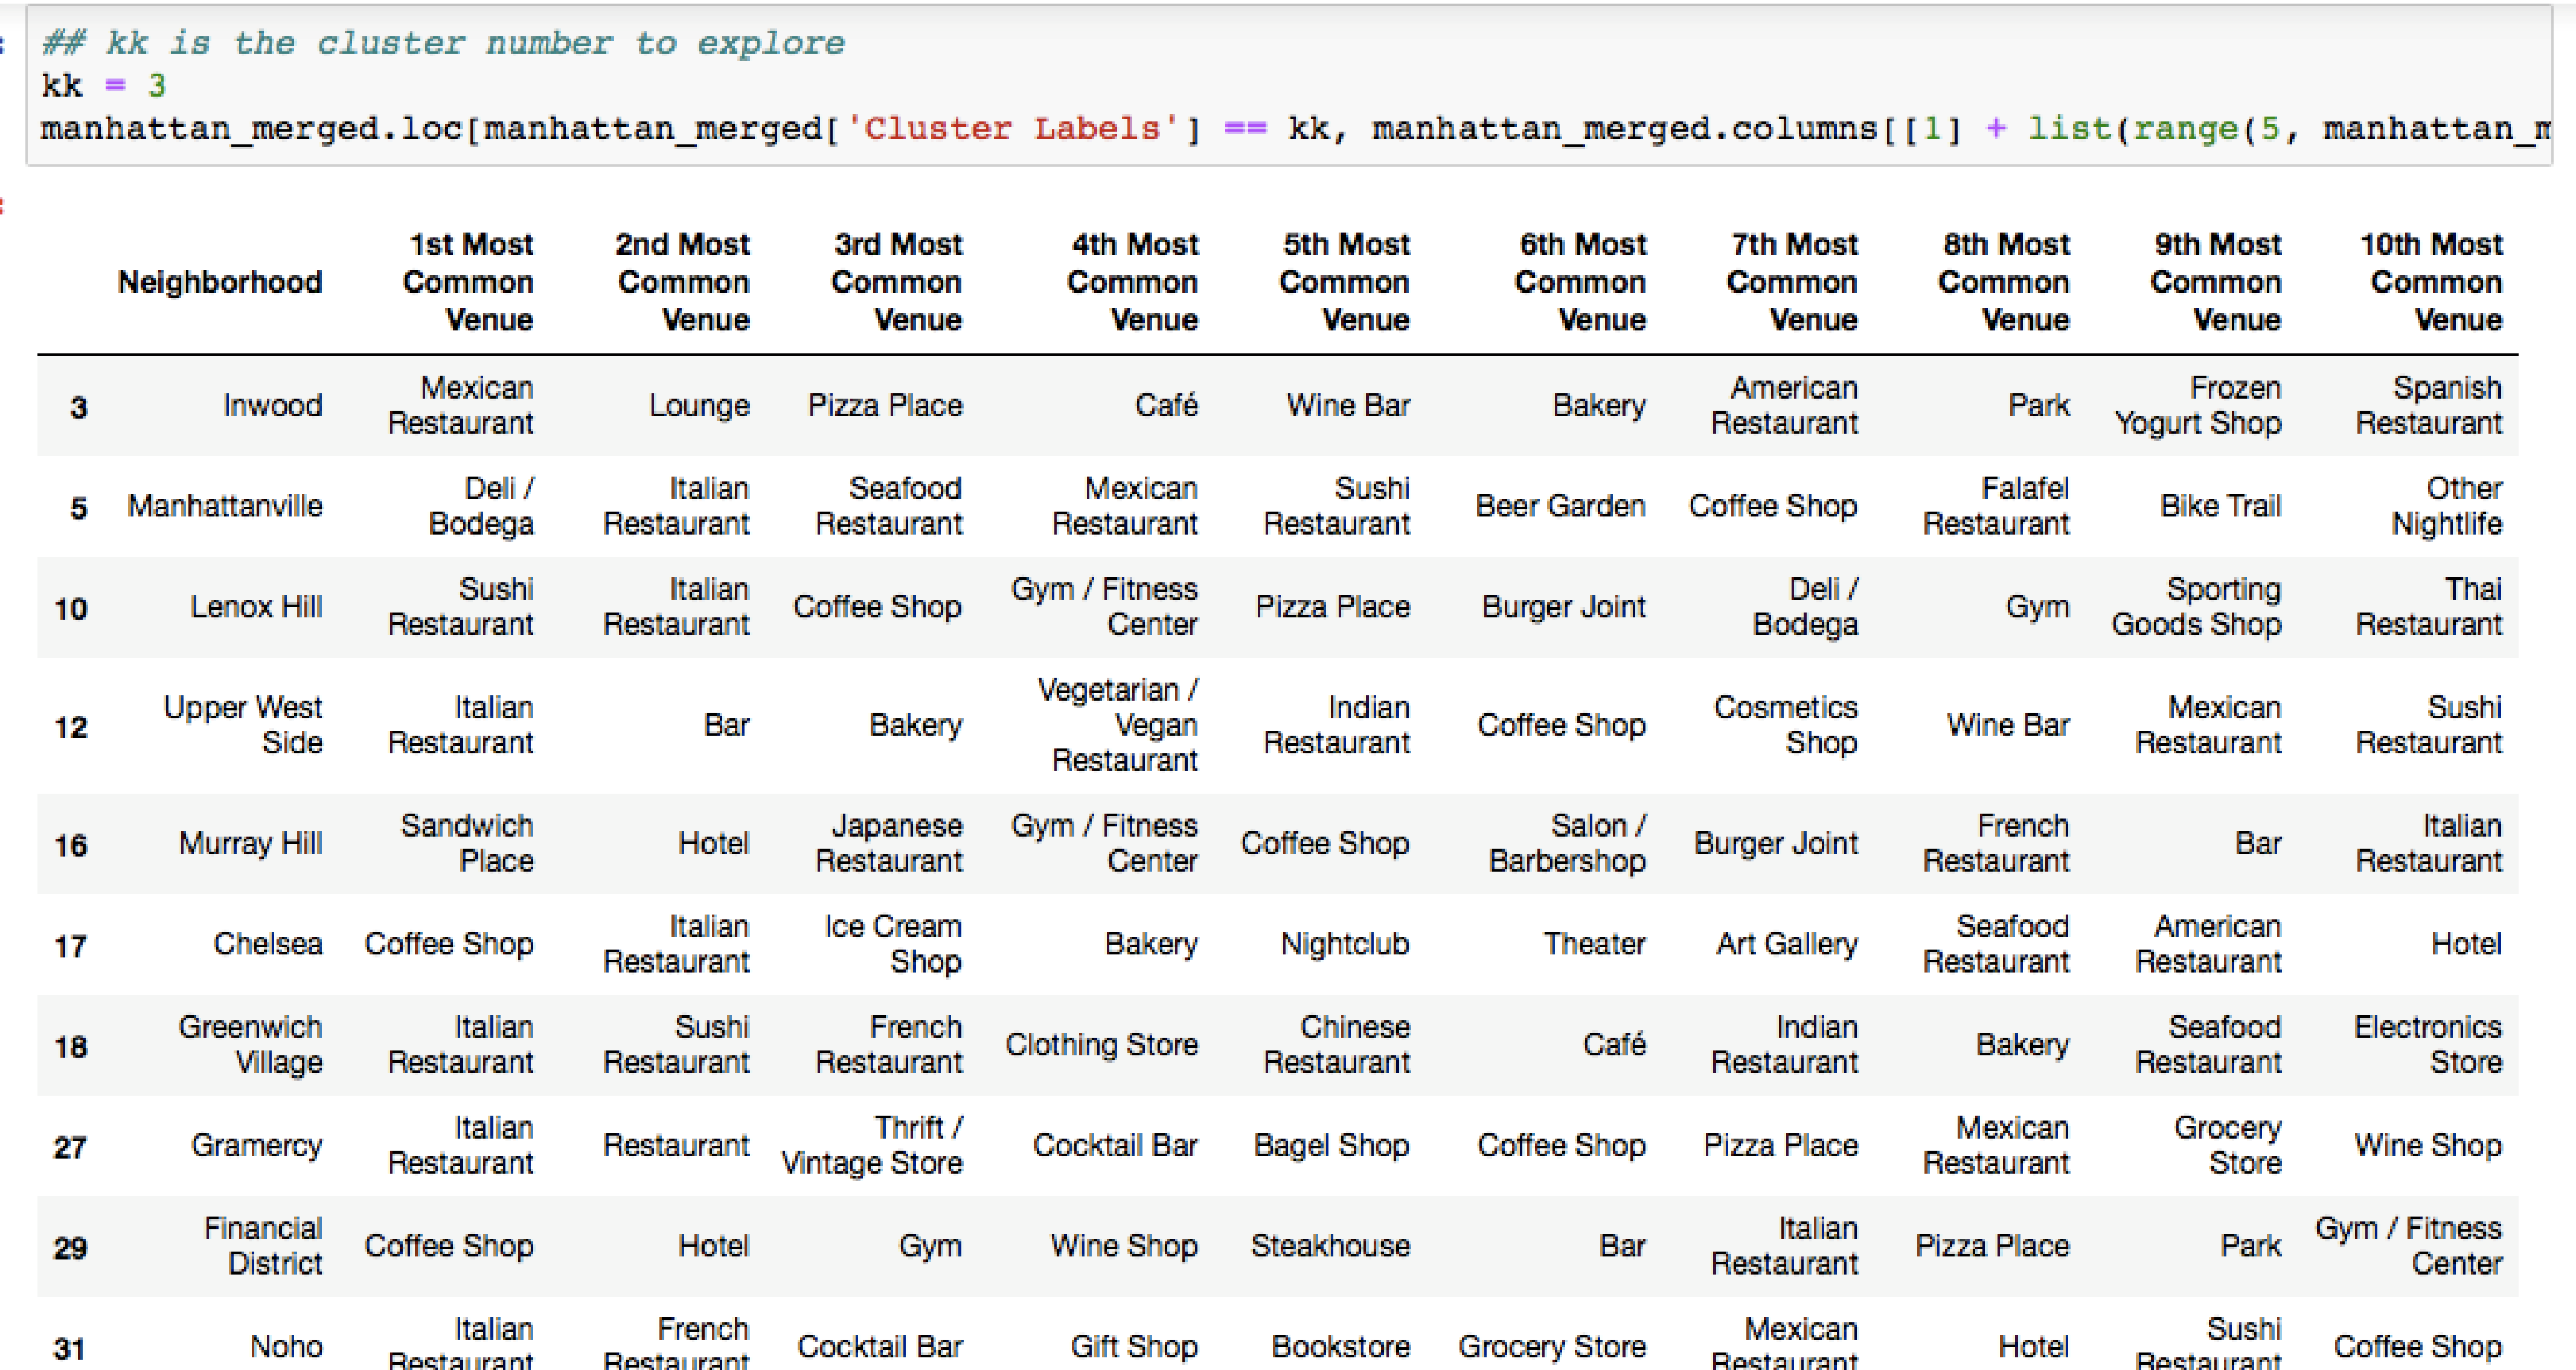 ## kk is the cluster number to explore
kk = 3
manhattan_merged.loc[manhattan_merged['Cluster Labels'] == kk, manhattan_merged.columns[[1] + list(range(5, manhattan_m
Neighborhood 1st Most Common Venue 2nd Most Common Venue 3rd Most Common Venue 4th Most Common Venue 5th Most Common Venue 6th Most Common Venue 7th Most Common Venue 8th Most Common Venue 9th Most Common Venue 10th Most Common Venue
3 Inwood Mexican Restaurant Lounge Pizza Place Café Wine Bar Bakery American Restaurant Park Frozen Yogurt Shop Spanish Restaurant
5 Manhattanville Deli / Bodega Italian Restaurant Seafood Restaurant Mexican Restaurant Sushi Restaurant Beer Garden Coffee Shop Falafel Restaurant Bike Trail Other Nightlife
10 Lenox Hill Sushi Restaurant Italian Restaurant Coffee Shop Gym / Fitness Center Pizza Place Burger Joint Deli / Bodega Gym Sporting Goods Shop Thai Restaurant
12 Upper West Side Italian Restaurant Bar Bakery Vegetarian / Vegan Restaurant Indian Restaurant Coffee Shop Cosmetics Shop Wine Bar Mexican Restaurant Sushi Restaurant
16 Murray Hill Sandwich Place Hotel Japanese Restaurant Gym / Fitness Center Coffee Shop Salon / Barbershop Burger Joint French Restaurant Bar Italian Restaurant
17 Chelsea Coffee Shop Italian Restaurant Ice Cream Shop Bakery Nightclub Theater Art Gallery Seafood Restaurant American Restaurant Hotel
18 Greenwich Village Italian Restaurant Sushi Restaurant French Restaurant Clothing Store Chinese Restaurant Café Indian Restaurant Bakery Seafood Restaurant Electronics Store
27 Gramercy Italian Restaurant Restaurant Thrift / Vintage Store Cocktail Bar Bagel Shop Coffee Shop Pizza Place Mexican Restaurant Grocery Store Wine Shop
29 Financial District Coffee Shop Hotel Gym Wine Shop Steakhouse Bar Italian Restaurant Pizza Place Park Gym / Fitness Center
31 Noho Italian Restaurant French Restaurant Cocktail Bar Gift Shop Bookstore Grocery Store Mexican Restaurant Hotel Sushi Restaurant Coffee Shop